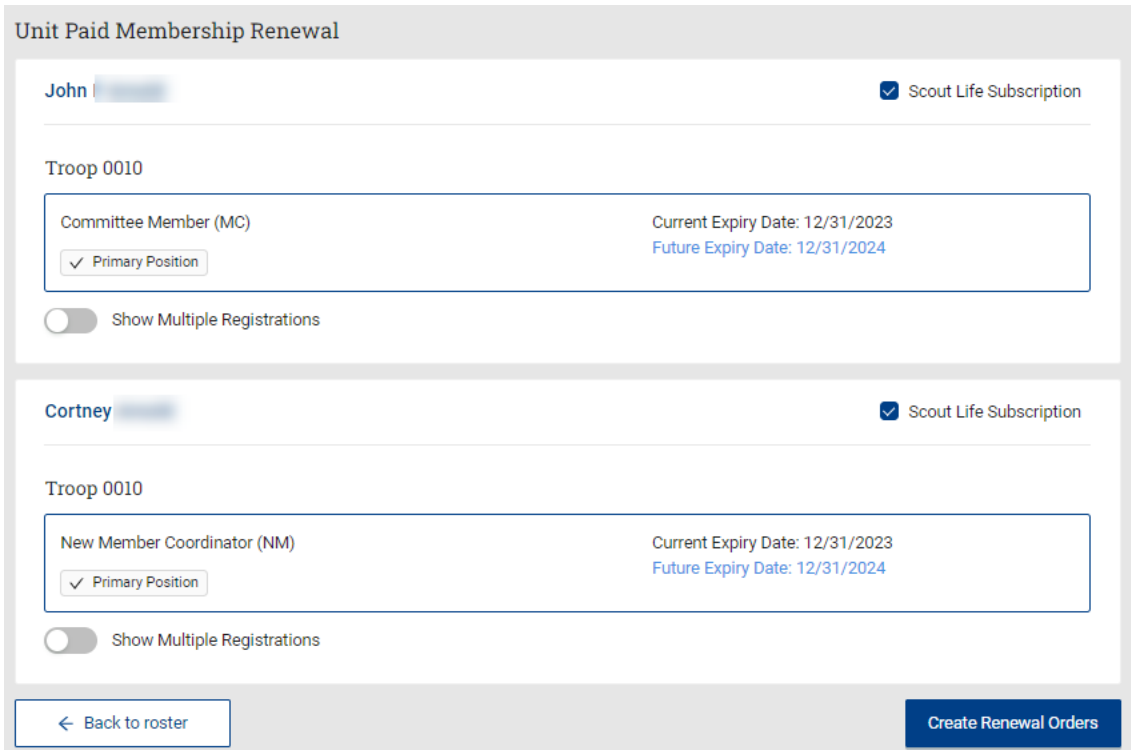 Unit Paid Membership Renewal
John
Scout Life Subscription
Troop 0010
Committee Member (MC)
Current Expiry Date: 12/31/2023
Primary Position
Future Expiry Date: 12/31/2024
Show Multiple Registrations
Cortney
Scout Life Subscription
Troop 0010
New Member Coordinator (NM)
Current Expiry Date: 12/31/2023
Primary Position
Future Expiry Date: 12/31/2024
Show Multiple Registrations
Back to roster
Create Renewal Orders